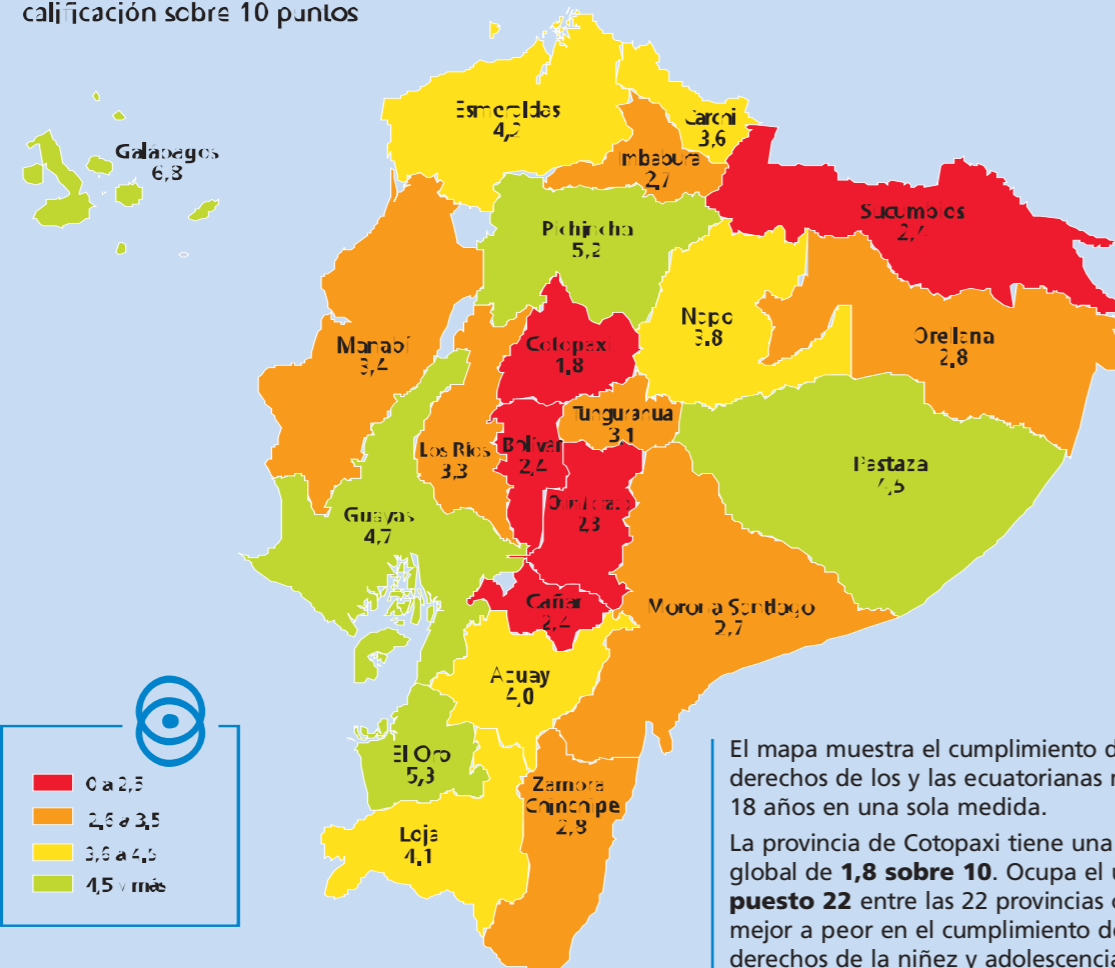 calificación sobre 10 puntos
Esmeraldas
4,2
Carchi
3,6
Imbabura
2,7
Galápagos
6,8
Sucumbíos
2,4
Pichincha
5,2
Napo
3.8
Orellana
2,8
Manabí
3,4
Cotopaxi
1,8
Tungurahua
3,1
Los Ríos
3,3
Bolívar
2,4
Pastaza
4,5
Chimborazo
Guayas
4,7
Cañar
2,4
Morona Santiago
2,7
Azuay
4,0
El Oro
5,3
Zamora
Chinchipe
2,8
Loja
4,1
0 a 2,5
2,6 a 3,5
3,6 a 4,5
4,5 y más
El mapa muestra el cumplimiento d
derechos de los y las ecuatorianas
18 años en una sola medida.
La provincia de Cotopaxi tiene una
global de 1,8 sobre 10. Ocupa el
puesto 22 entre las 22 provincias
mejor a peor en el cumplimiento de
derechos de la niñez y adolescencia